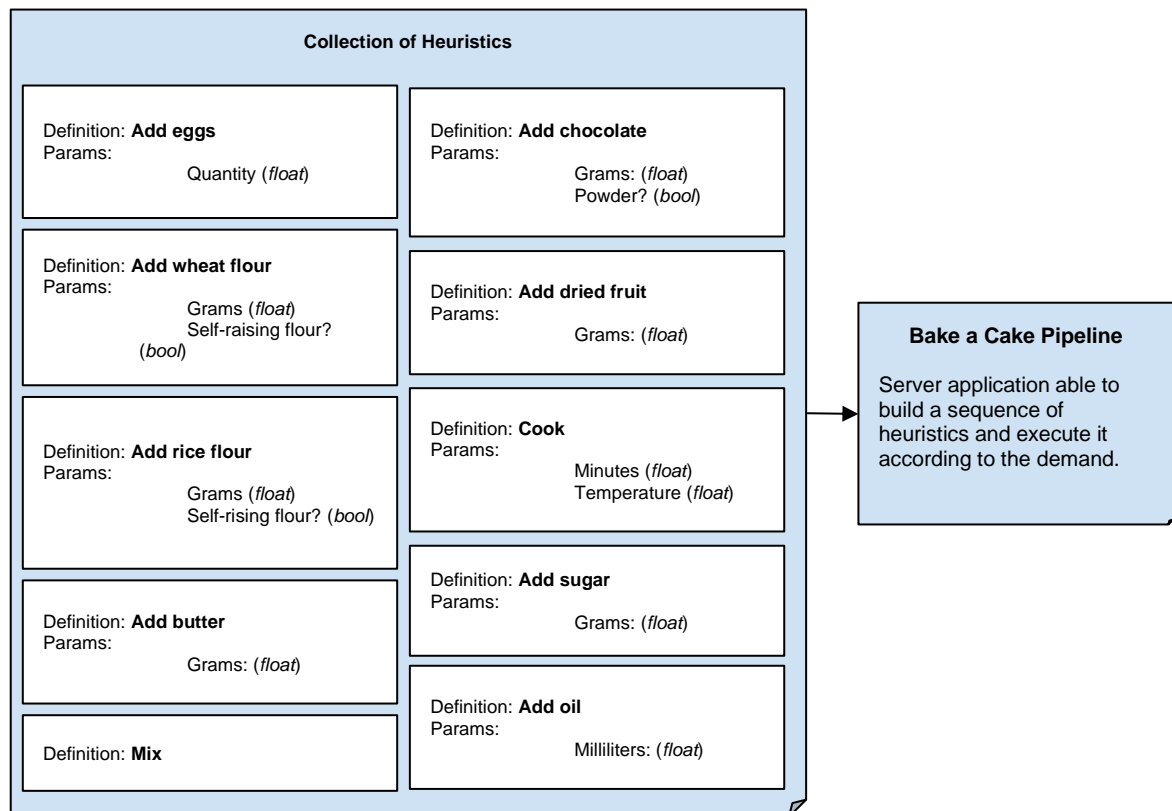 Collection of Heuristics
Definition: Add eggs
Params:
Quantity (float)
Definition: Add wheat flour
Params:
Grams (float)
Self-raising flour?
(bool)
Definition: Add rice flour
Params:
Grams (float)
Self-rising flour? (bool)
Definition: Add butter
Params:
Grams: (float)
Definition: Mix
Definition: Add chocolate
Params:
Grams: (float)
Powder? (bool)
Definition: Add dried fruit
Params:
Grams: (float)
Definition: Cook
Params:
Minutes (float)
Temperature (float)
Definition: Add sugar
Params:
Grams: (float)
Definition: Add oil
Params:
Milliliters: (float)
Bake a Cake Pipeline
Server application able to
build a sequence of
heuristics and execute it
according to the demand.